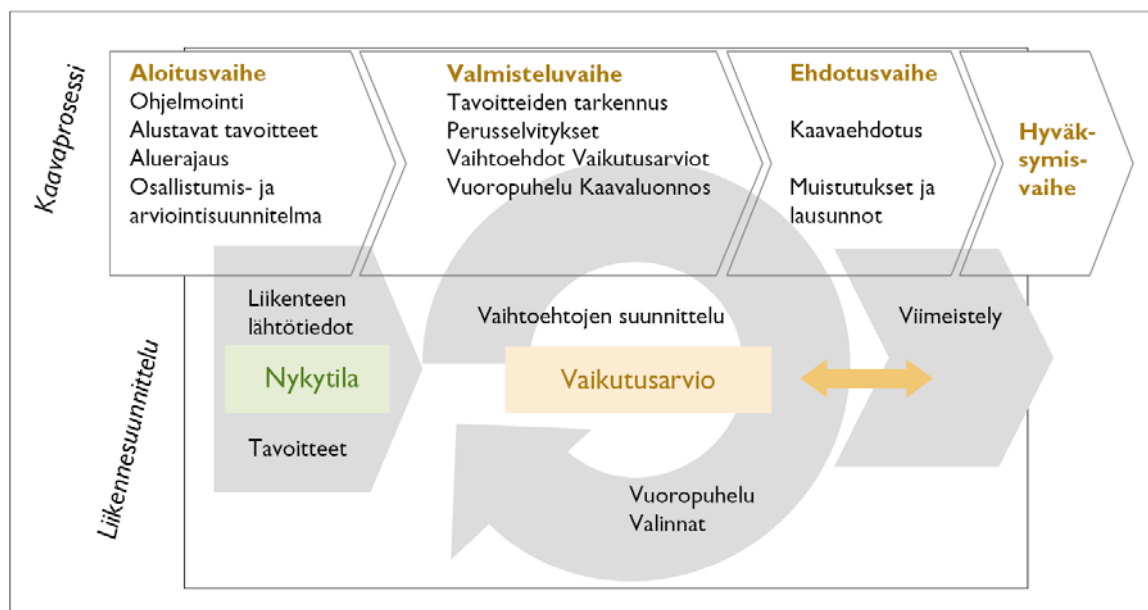 Kaavaprosessi
Aloitusvaihe
Ohjelmointi
Alustavat tavoitteet
Aluerajaus
Osallistumis- ja
arviointisuunnitelma
Valmisteluvaihe
Tavoitteiden tarkennus
Perusselvitykset
Vaihtoehdot Vaikutusarviot
Vuoropuhelu Kaavaluonnos
Ehdotusvaihe
Kaavaehdotus
Muistutukset ja
lausunnot
Hyväk-
symis-
vaihe
Liikennesuunnittelu
Liikenteen
lähtötiedot
Nykytila
Tavoitteet
Vaihtoehtojen suunnittelu
Vaikutusarvio
Vuoropuhelu
Valinnat
Viimeistely